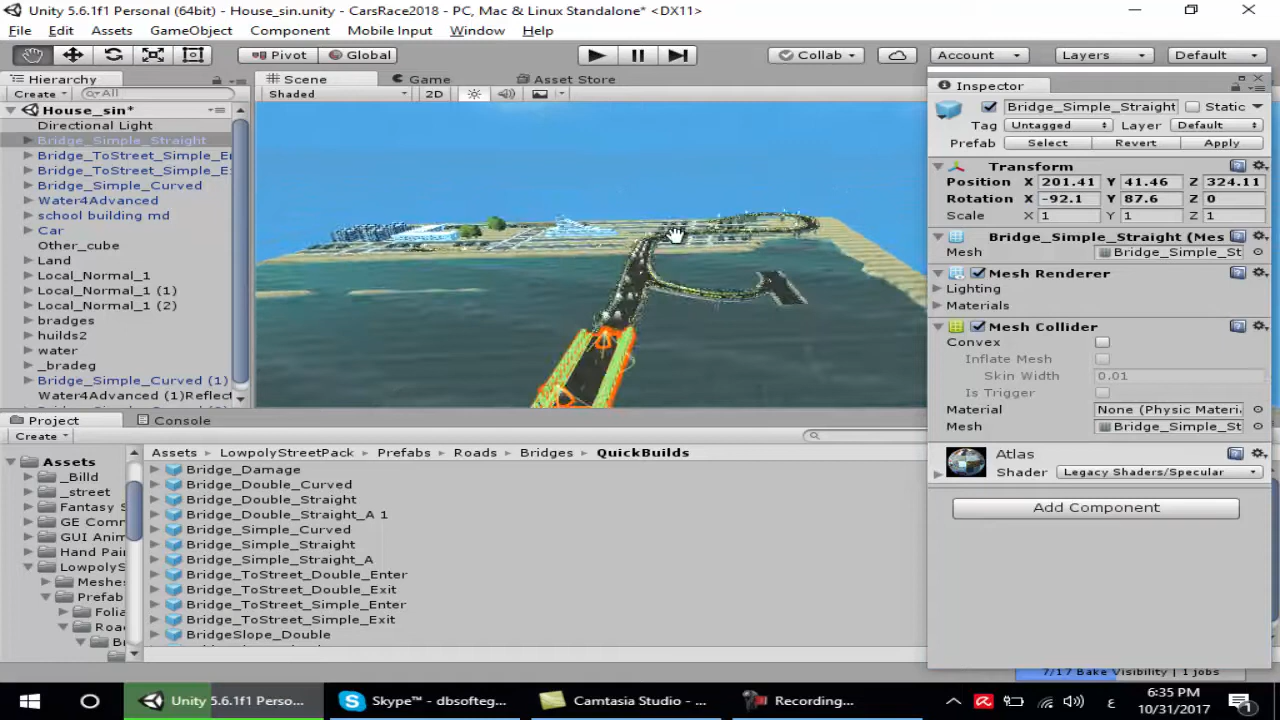 Unity 5.6.1f1 Personal (64bit) - House_sin.unity - CarsRace2018 - PC, Mac & Linux Standalone* <DX11>
File Edit Assets GameObject Component Mobile Input Window Help
Pivot Global Collab Account Layers Default
Hierarchy
Create All
House_sin*
Directional Light
Bridge_Simple_Straight
Bridge_ToStreet_Simple_E
Bridge_ToStreet_Simple_E
Bridge_Simple_Curved
Water4Advanced
school building md
Car
Other_cube
Land
Local_Normal_1
Local_Normal_1 (1)
Local_Normal_1 (2)
bradges
huilds2
water
_bradeg
Bridge_Simple_Curved (1)
Water4Advanced (1)Reflect
Scene Game Asset Store
Shaded 2D
Inspector
Bridge_Simple_Straight Static
Tag Untagged Layer Default
Prefab Select Revert Apply
Transform
Position X 201.41 Y 41.46 Z 324.11
Rotation X -92.1 Y 87.6 Z 0
Scale X 1 Y 1 Z 1
Bridge_Simple_Straight (Mes
Mesh Bridge_Simple_St
Mesh Renderer
Lighting
Materials
Mesh Collider
Convex
Inflate Mesh
Skin Width 0.01
Is Trigger
Material None (Physic Materi
Mesh Bridge_Simple_St
Atlas
Shader Legacy Shaders/Specular
Add Component
Project Console
Create
Assets
_Billd
_street
Fantasy S
GE Comm
GUI Anim
Hand Pain
LowpolyS
Meshes
Prefab
Folia
Roa
Br
Assets LowpolyStreetPack Prefabs Roads Bridges QuickBuilds
Bridge_Damage
Bridge_Double_Curved
Bridge_Double_Straight
Bridge_Double_Straight_A 1
Bridge_Simple_Curved
Bridge_Simple_Straight
Bridge_Simple_Straight_A
Bridge_ToStreet_Double_Enter
Bridge_ToStreet_Double_Exit
Bridge_ToStreet_Simple_Enter
Bridge_ToStreet_Simple_Exit
BridgeSlope_Double
7/17 Bake Visibility | 1 jobs
Unity 5.6.1f1 Perso...
Skype™ - dbsofteg...
Camtasia Studio - ...
Recording...
ع
6:35 PM
10/31/2017
1